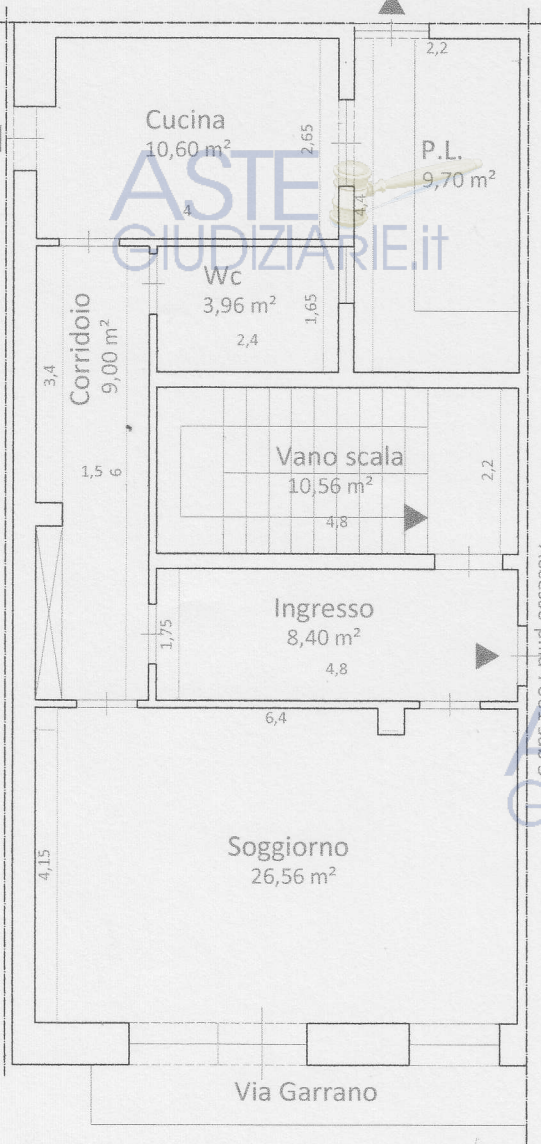 2,2
Cucina
10,60 m²
2,65
P.L.
9,70 m²
4,4
4
ASTE
GIUDIZIARIE.it
Wc
3,96 m²
1,65
2,4
Corridoio
9,00 m²
3,4
1,5
6
Vano scala
10,56 m²
2,2
4,8
Ingresso
8,40 m²
1,75
4,8
6,4
Soggiorno
26,56 m²
4,15
Via Garrano